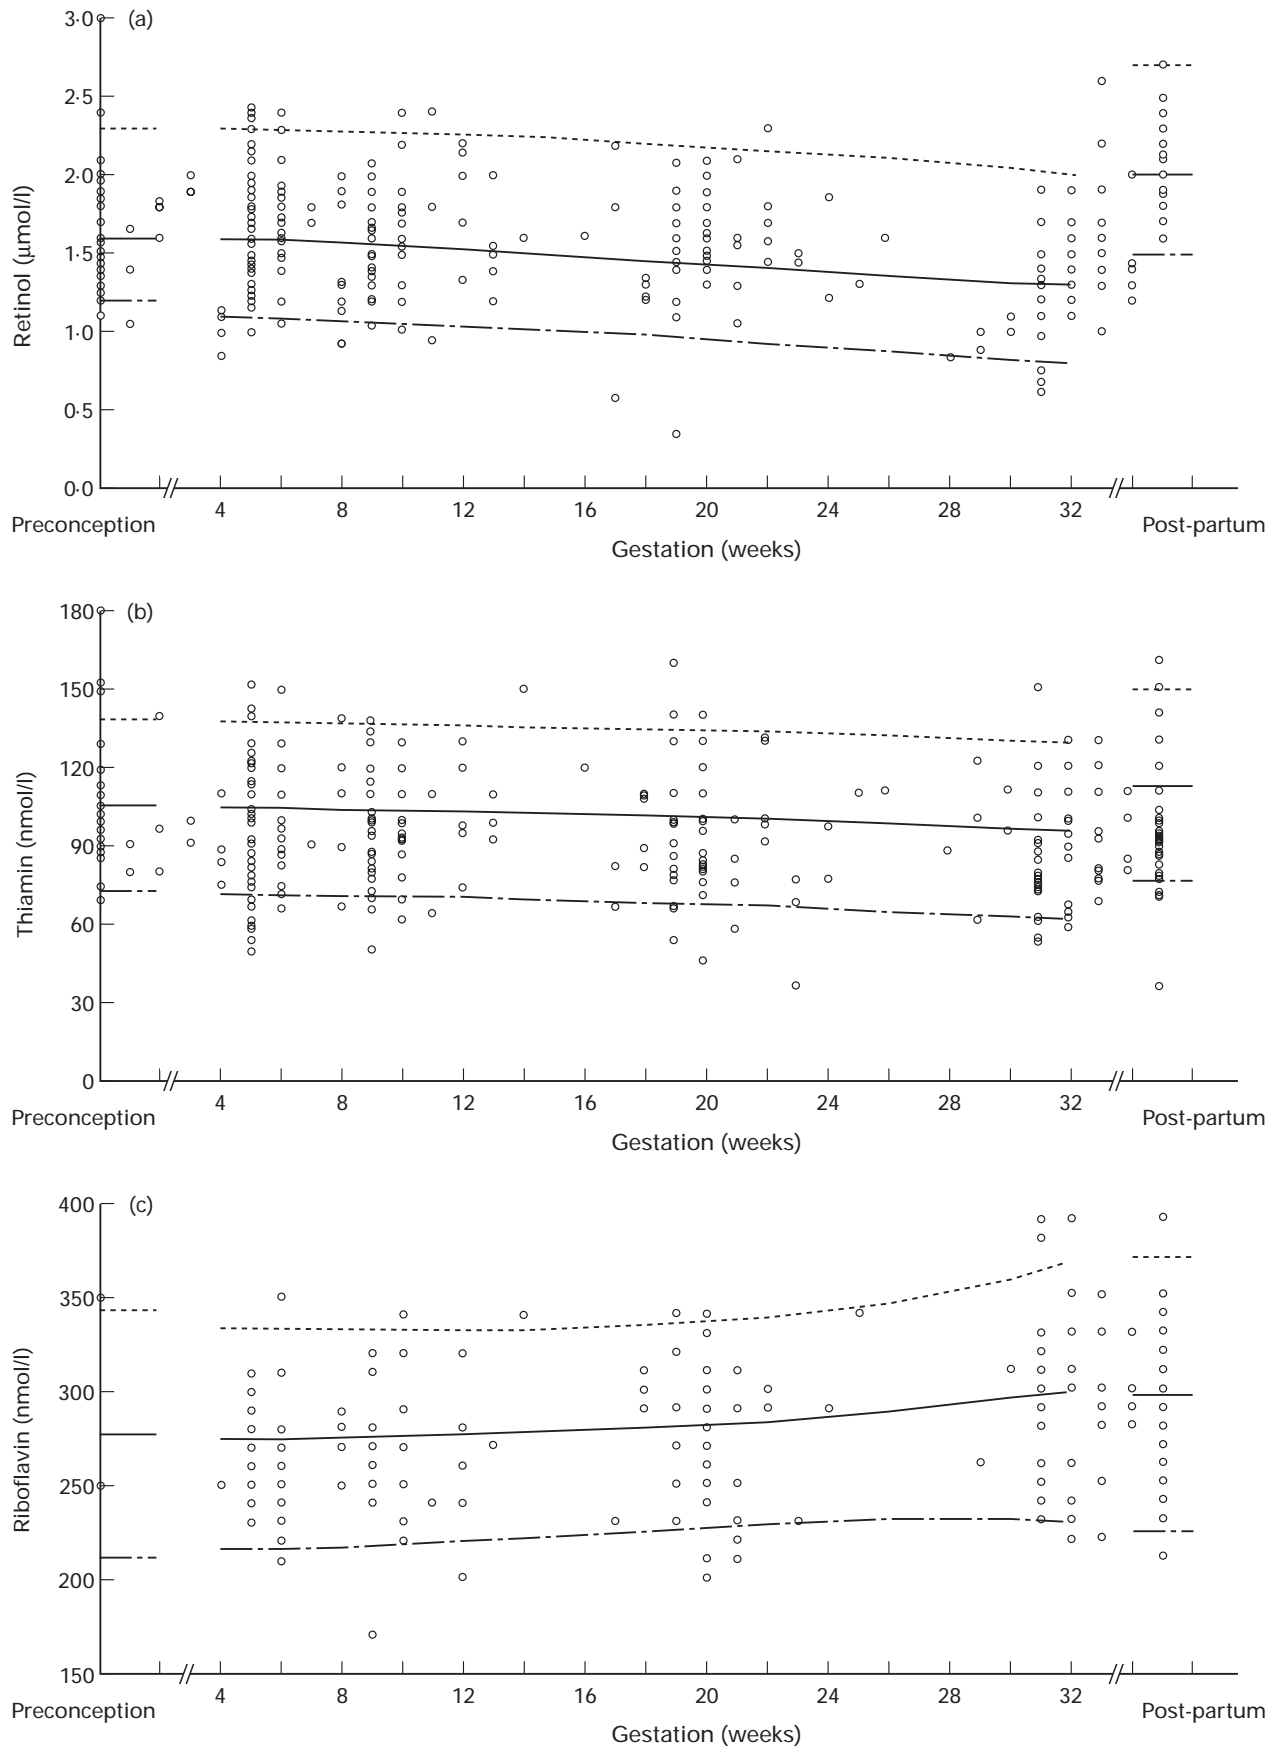 (a)
3·0
2·5
2·0
1·5
1·0
0·5
0·0
Retinol (μmol/l)
4 8 12 16 20 24 28 32
Preconception Post-partum
Gestation (weeks)
(b)
180
150
120
90
60
30
0
Thiamin (nmol/l)
4 8 12 16 20 24 28 32
Preconception Post-partum
Gestation (weeks)
(c)
400
350
300
250
200
150
Riboflavin (nmol/l)
4 8 12 16 20 24 28 32
Preconception Post-partum
Gestation (weeks)